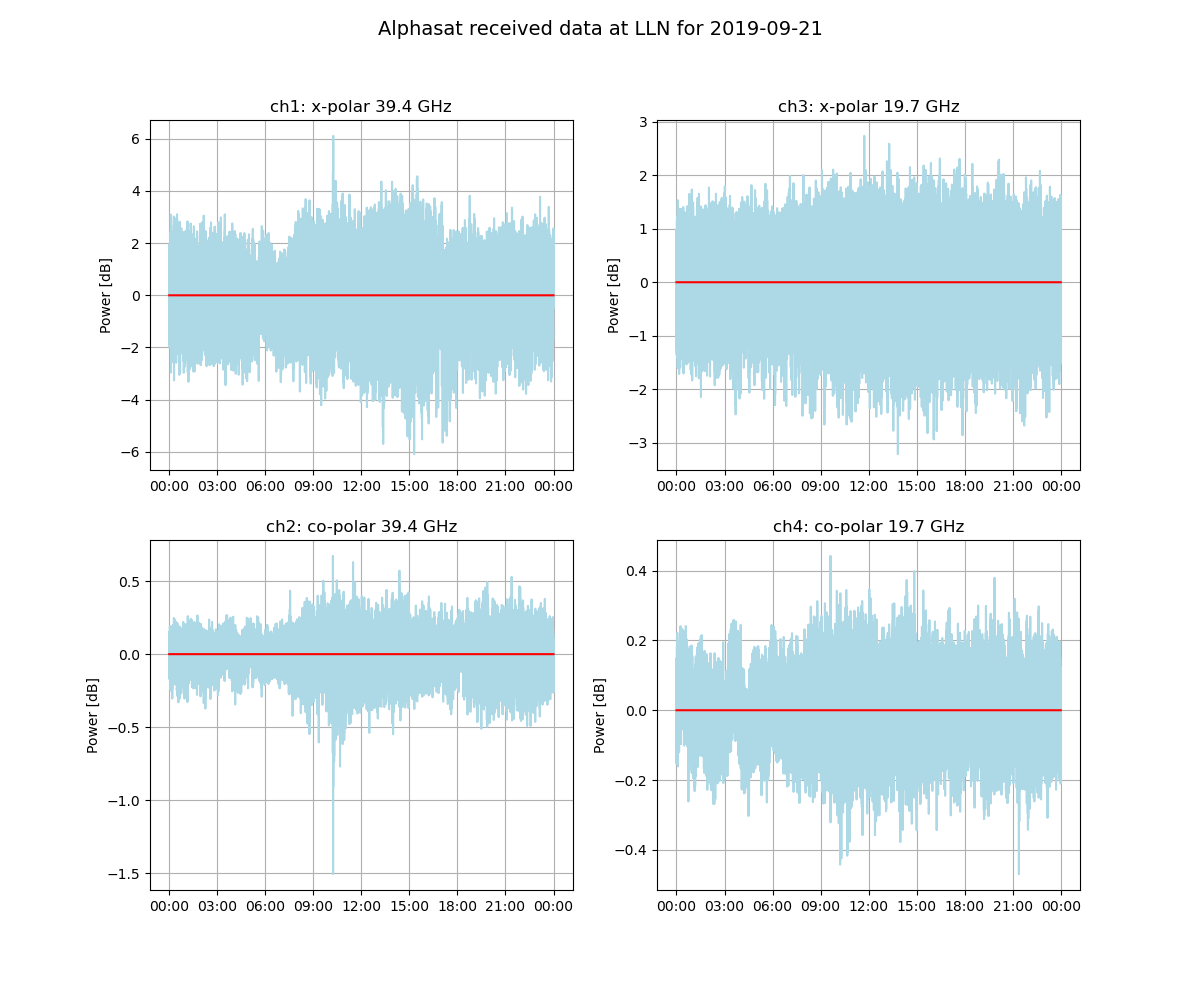 Alphasat received data at LLN for 2019-09-21
ch1: x-polar 39.4 GHz
6
4
2
0
−2
−4
−6
Power [dB]
00:00 03:00 06:00 09:00 12:00 15:00 18:00 21:00 00:00
ch3: x-polar 19.7 GHz
3
2
1
0
−1
−2
−3
Power [dB]
00:00 03:00 06:00 09:00 12:00 15:00 18:00 21:00 00:00
ch2: co-polar 39.4 GHz
0.5
0.0
−0.5
−1.0
−1.5
Power [dB]
00:00 03:00 06:00 09:00 12:00 15:00 18:00 21:00 00:00
ch4: co-polar 19.7 GHz
0.4
0.2
0.0
−0.2
−0.4
Power [dB]
00:00 03:00 06:00 09:00 12:00 15:00 18:00 21:00 00:00